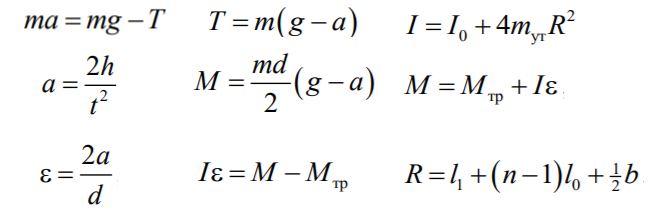 ma = mg − T T = m(g − a) I = I₀ + 4m_ут R²
a = 2h/t² M = md/2 (g − a) M = M_тр + Iε
ε = 2a/d Iε = M − M_тр R = l₁ + (n − 1)l₀ + ½b